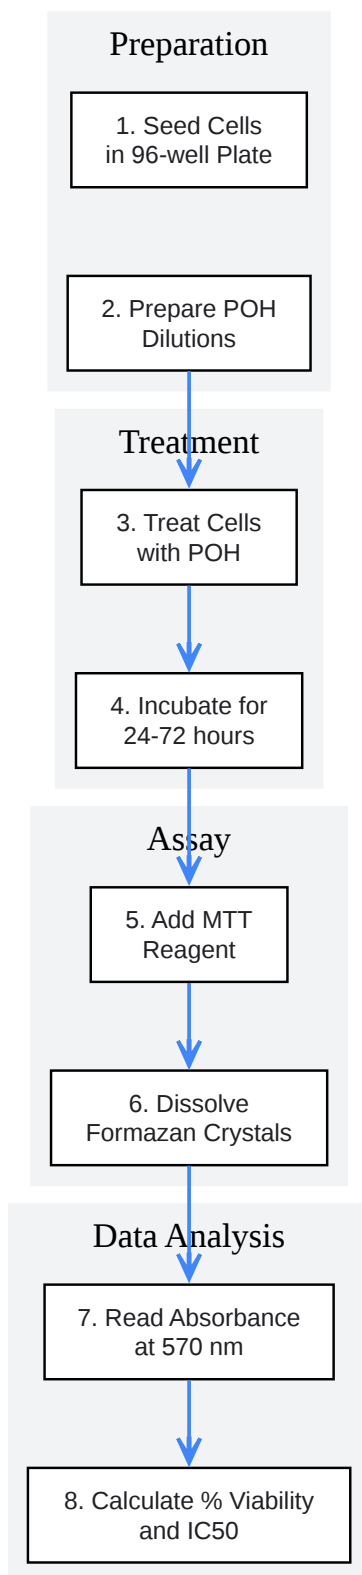 Preparation
1. Seed Cells
in 96-well Plate
2. Prepare POH
Dilutions
Treatment
3. Treat Cells
with POH
4. Incubate for
24-72 hours
Assay
5. Add MTT
Reagent
6. Dissolve
Formazan Crystals
Data Analysis
7. Read Absorbance
at 570 nm
8. Calculate % Viability
and IC50